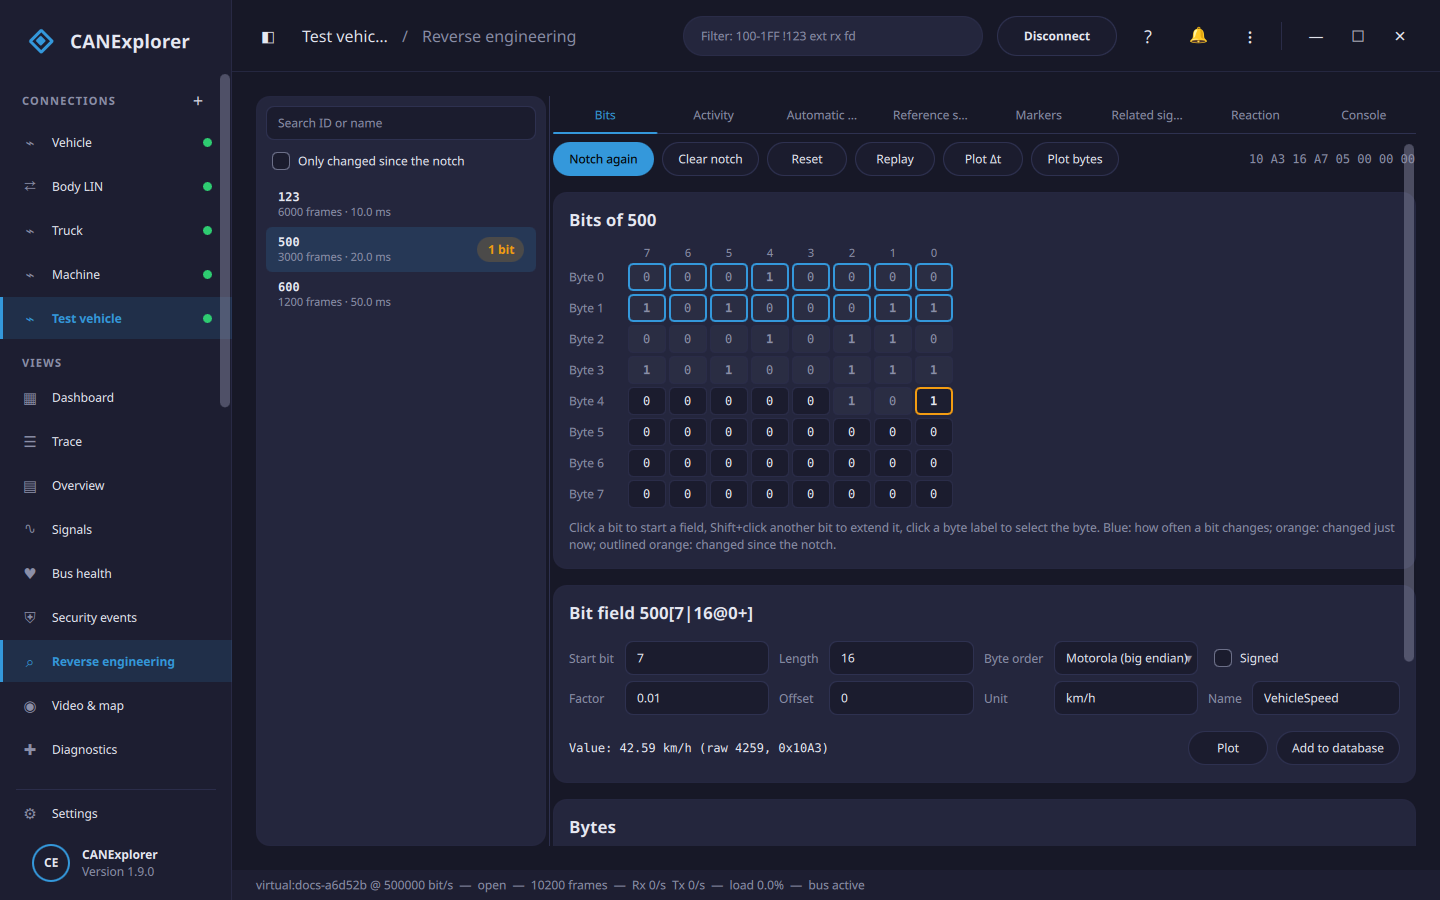 CANExplorer
Test vehic... / Reverse engineering
Filter: 100-1FF !123 ext rx fd
Disconnect
?
CONNECTIONS +
Vehicle
Body LIN
Truck
Machine
Test vehicle
VIEWS
Dashboard
Trace
Overview
Signals
Bus health
Security events
Reverse engineering
Video & map
Diagnostics
Settings
CE
CANExplorer
Version 1.9.0
Search ID or name
Only changed since the notch
123
6000 frames · 10.0 ms
500
3000 frames · 20.0 ms
1 bit
600
1200 frames · 50.0 ms
Bits Activity Automatic ... Reference s... Markers Related sig... Reaction Console
Notch again Clear notch Reset Replay Plot Δt Plot bytes 10 A3 16 A7 05 00 00 00
Bits of 500
7 6 5 4 3 2 1 0
Byte 0 0 0 0 1 0 0 0 0
Byte 1 1 0 1 0 0 0 1 1
Byte 2 0 0 0 1 0 1 1 0
Byte 3 1 0 1 0 0 1 1 1
Byte 4 0 0 0 0 0 1 0 1
Byte 5 0 0 0 0 0 0 0 0
Byte 6 0 0 0 0 0 0 0 0
Byte 7 0 0 0 0 0 0 0 0
Click a bit to start a field, Shift+click another bit to extend it, click a byte label to select the byte. Blue: how often a bit changes; orange: changed just
now; outlined orange: changed since the notch.
Bit field 500[7|16@0+]
Start bit 7 Length 16 Byte order Motorola (big endian) Signed
Factor 0.01 Offset 0 Unit km/h Name VehicleSpeed
Value: 42.59 km/h (raw 4259, 0x10A3) Plot Add to database
Bytes
virtual:docs-a6d52b @ 500000 bit/s — open — 10200 frames — Rx 0/s Tx 0/s — load 0.0% — bus active